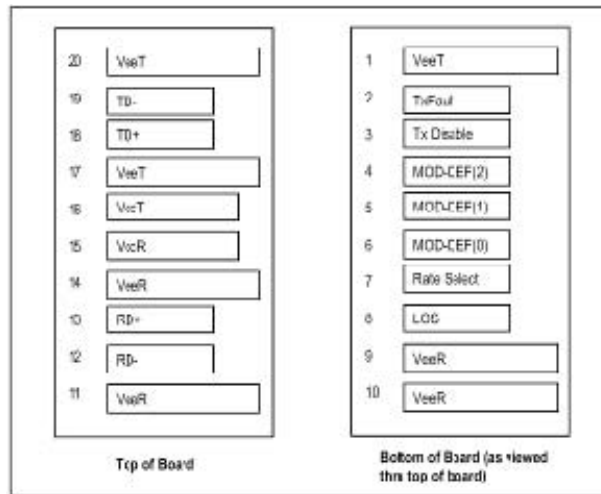 20 VeeT
19 TD-
18 TD+
17 VeeT
16 VccT
15 VccR
14 VeeR
13 RD+
12 RD-
11 VeeR
Top of Board
1 VeeT
2 TxFault
3 Tx Disable
4 MOD-DEF(2)
5 MOD-DEF(1)
6 MOD-DEF(0)
7 Rate Select
8 LOS
9 VeeR
10 VeeR
Bottom of Board (as viewed
thru top of board)